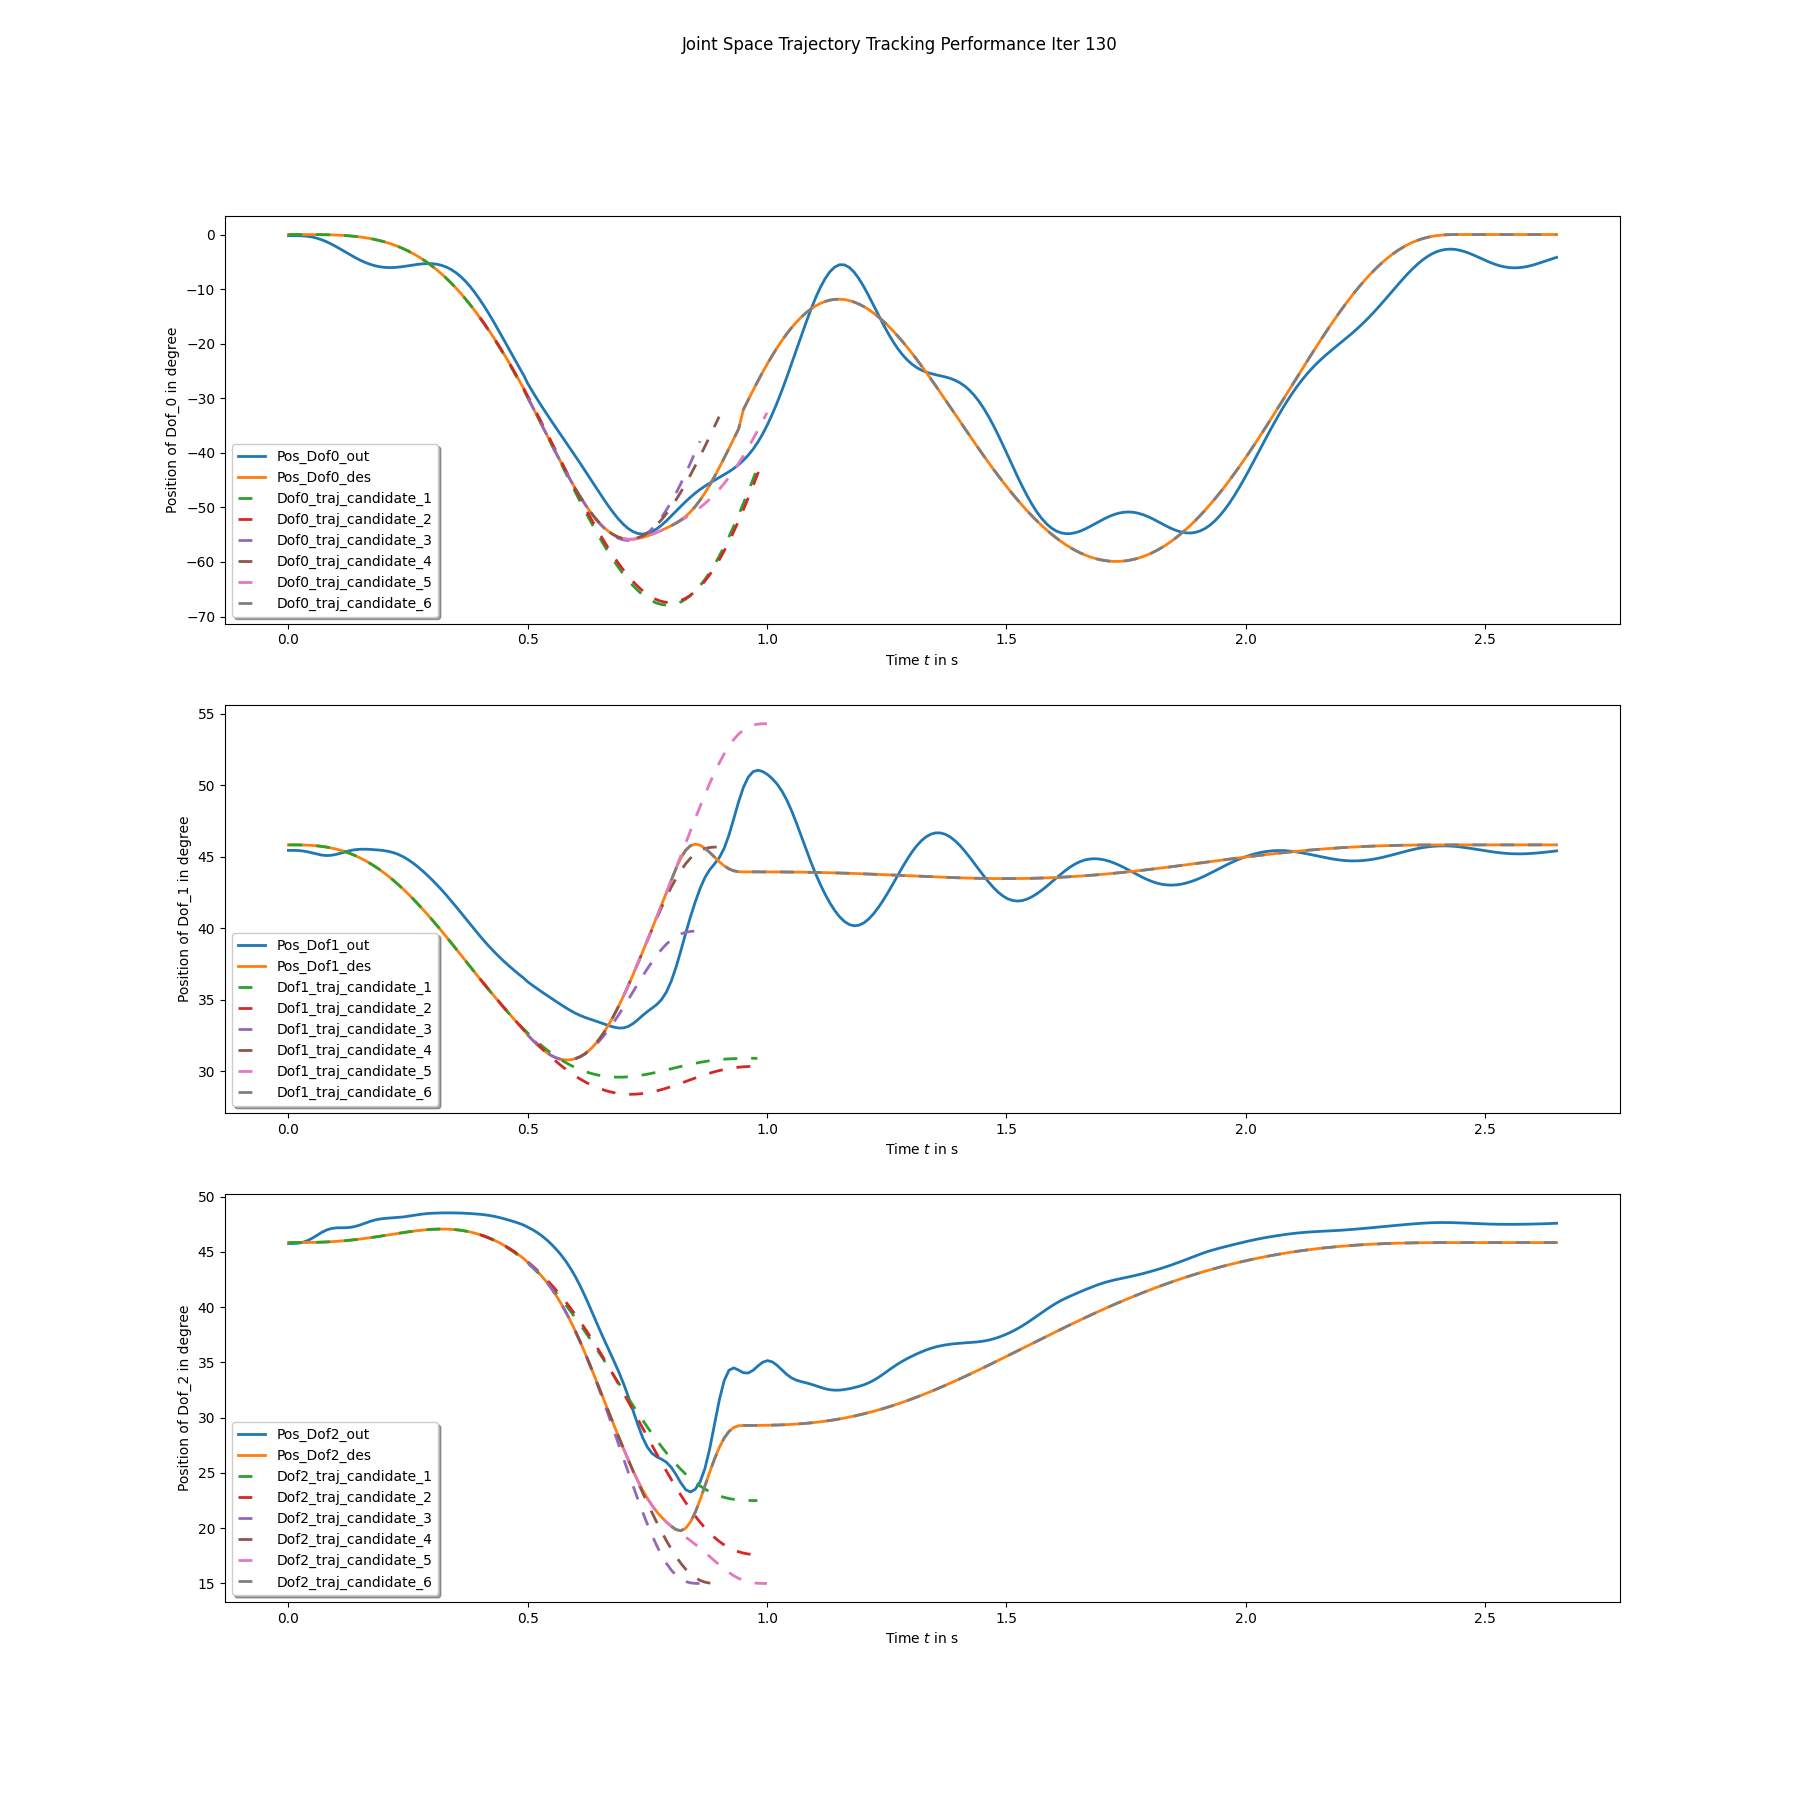 Joint Space Trajectory Tracking Performance Iter 130
0
−10
−20
−30
−40
−50
−60
−70
Position of Dof_0 in degree
Pos_Dof0_out
Pos_Dof0_des
Dof0_traj_candidate_1
Dof0_traj_candidate_2
Dof0_traj_candidate_3
Dof0_traj_candidate_4
Dof0_traj_candidate_5
Dof0_traj_candidate_6
0.0 0.5 1.0 1.5 2.0 2.5
Time t in s
55
50
45
40
35
30
Position of Dof_1 in degree
Pos_Dof1_out
Pos_Dof1_des
Dof1_traj_candidate_1
Dof1_traj_candidate_2
Dof1_traj_candidate_3
Dof1_traj_candidate_4
Dof1_traj_candidate_5
Dof1_traj_candidate_6
0.0 0.5 1.0 1.5 2.0 2.5
Time t in s
50
45
40
35
30
25
20
15
Position of Dof_2 in degree
Pos_Dof2_out
Pos_Dof2_des
Dof2_traj_candidate_1
Dof2_traj_candidate_2
Dof2_traj_candidate_3
Dof2_traj_candidate_4
Dof2_traj_candidate_5
Dof2_traj_candidate_6
0.0 0.5 1.0 1.5 2.0 2.5
Time t in s